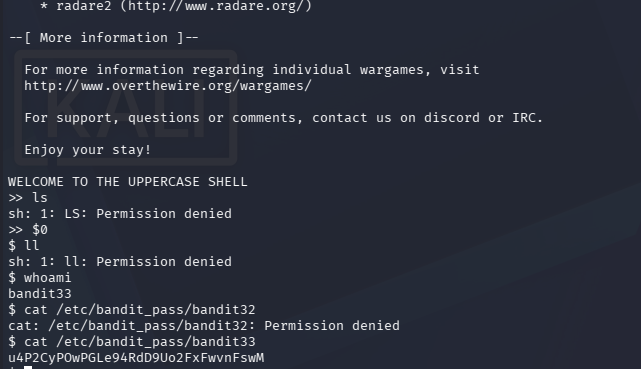 * radare2 (http://www.radare.org/)
--[ More information ]--
For more information regarding individual wargames, visit
http://www.overthewire.org/wargames/
For support, questions or comments, contact us on discord or IRC.
Enjoy your stay!
WELCOME TO THE UPPERCASE SHELL
>> ls
sh: 1: LS: Permission denied
>> $0
$ ll
sh: 1: ll: Permission denied
$ whoami
bandit33
$ cat /etc/bandit_pass/bandit32
cat: /etc/bandit_pass/bandit32: Permission denied
$ cat /etc/bandit_pass/bandit33
u4P2CyPOwPGLe94RdD9Uo2FxFwvnFswM
$
KALI